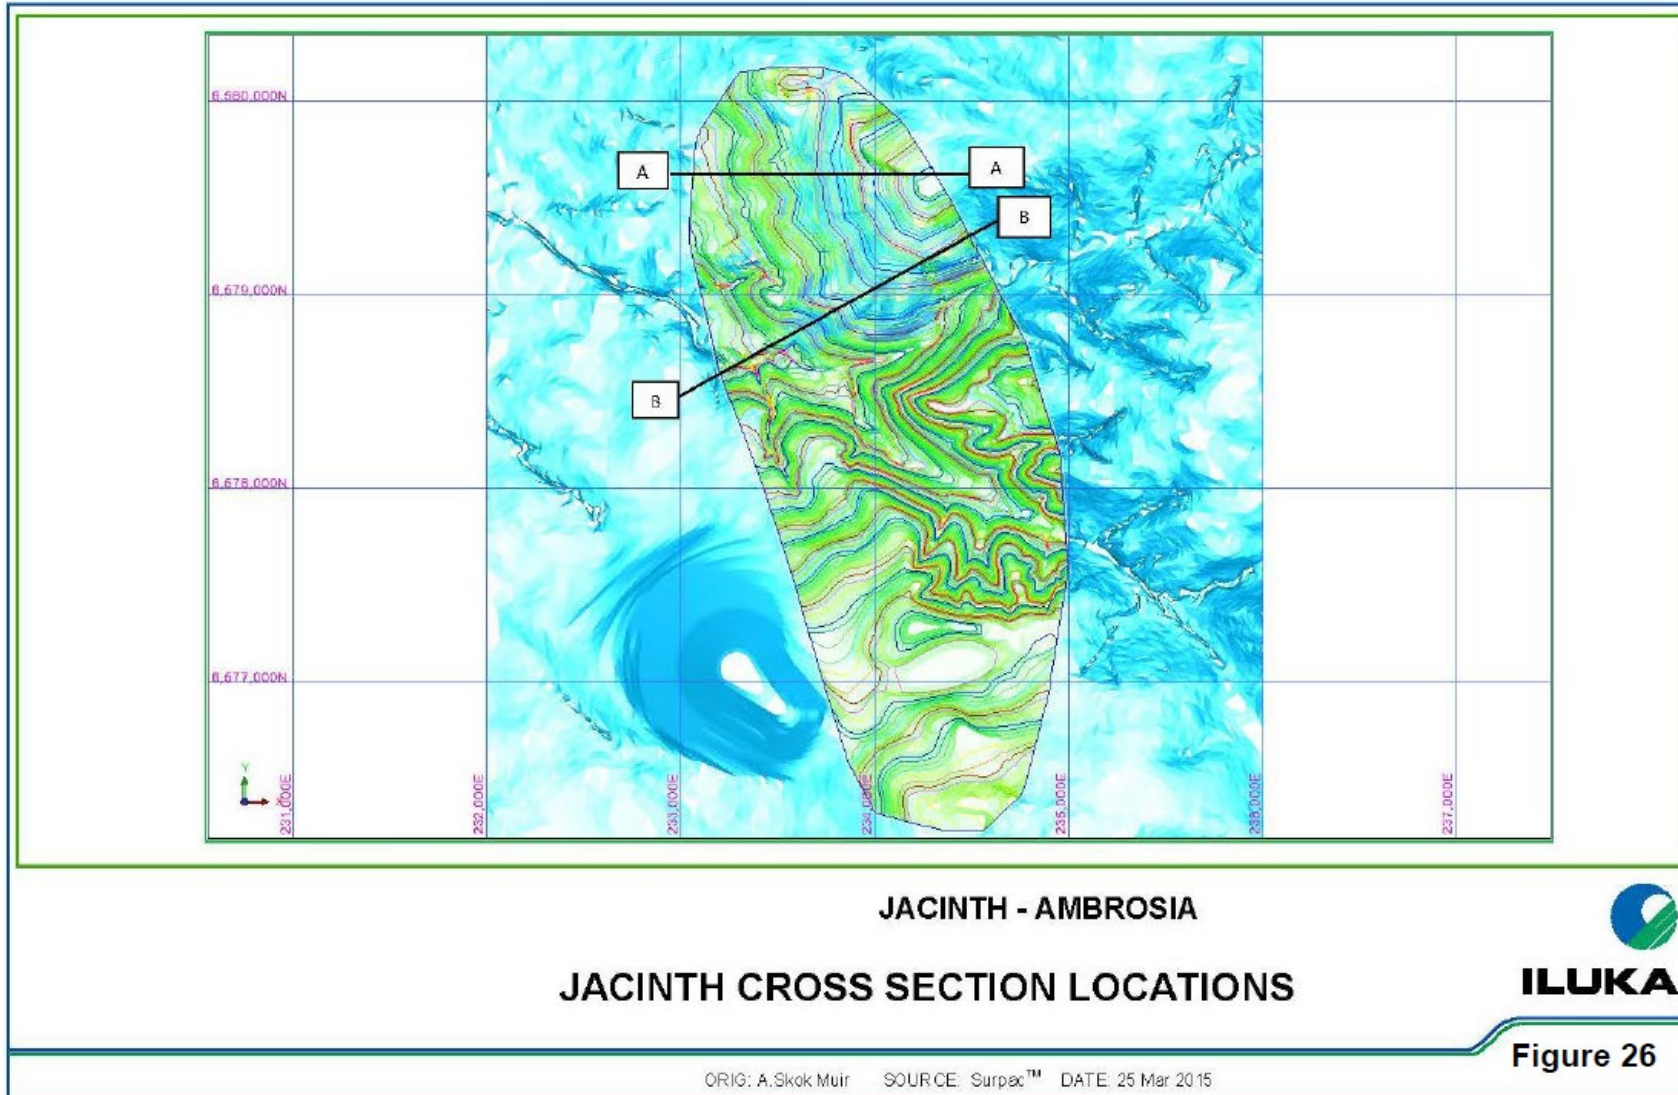 6,680,000N
A
A
B
6,679,000N
B
6,678,000N
6,677,000N
Y
X
231,000E
232,000E
233,000E
234,000E
235,000E
236,000E
237,000E
JACINTH - AMBROSIA
JACINTH CROSS SECTION LOCATIONS
ILUKA
Figure 26
ORIG: A.Skok Muir SOURCE: Surpac™ DATE: 25 Mar 2015